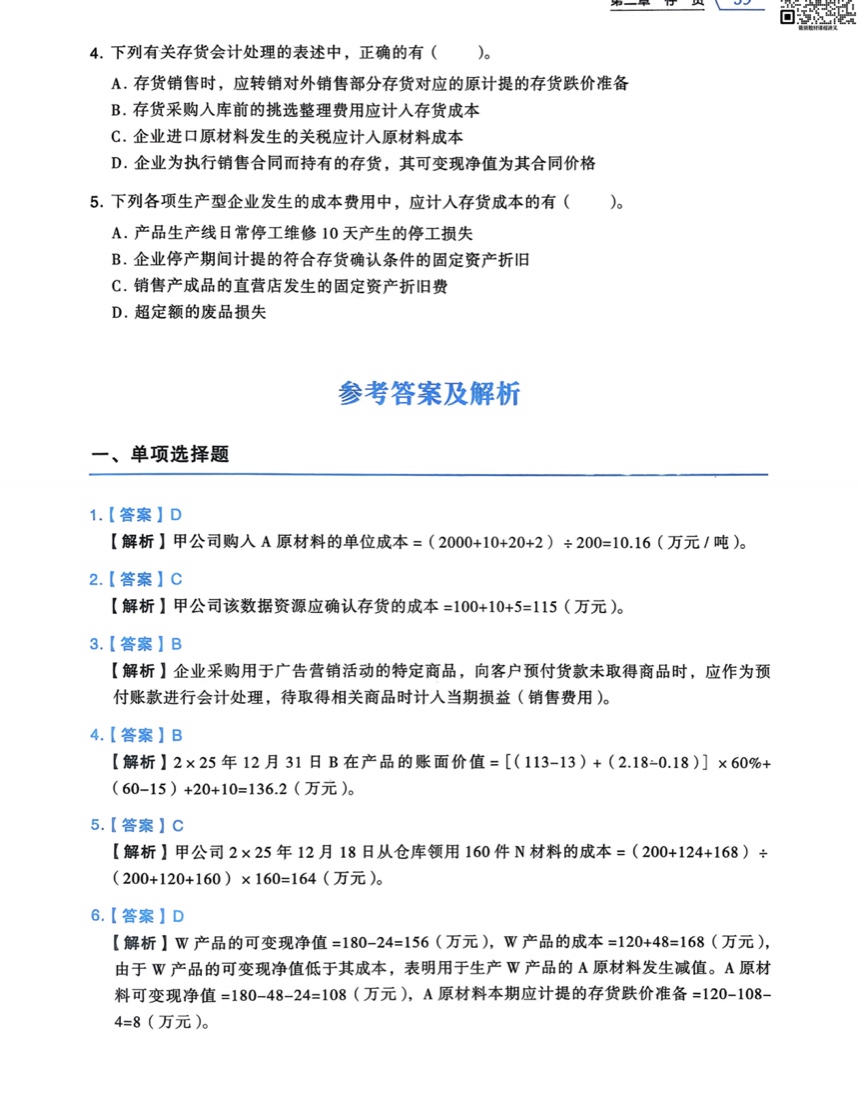 第二章 存 货 39
4. 下列有关存货会计处理的表述中，正确的有（　　）。
A. 存货销售时，应转销对外销售部分存货对应的原计提的存货跌价准备
B. 存货采购入库前的挑选整理费用应计入存货成本
C. 企业进口原材料发生的关税应计入原材料成本
D. 企业为执行销售合同而持有的存货，其可变现净值为其合同价格
5. 下列各项生产型企业发生的成本费用中，应计入存货成本的有（　　）。
A. 产品生产线日常停工维修 10 天产生的停工损失
B. 企业停产期间计提的符合存货确认条件的固定资产折旧
C. 销售产成品的直营店发生的固定资产折旧费
D. 超定额的废品损失
参考答案及解析
一、单项选择题
1.【答案】D
【解析】甲公司购入 A 原材料的单位成本 =（2000+10+20+2）÷200=10.16（万元 / 吨）。
2.【答案】C
【解析】甲公司该数据资源应确认存货的成本 =100+10+5=115（万元）。
3.【答案】B
【解析】企业采购用于广告营销活动的特定商品，向客户预付货款未取得商品时，应作为预
付账款进行会计处理，待取得相关商品时计入当期损益（销售费用）。
4.【答案】B
【解析】2×25 年 12 月 31 日 B 在产品的账面价值 = [（113-13）+（2.18-0.18）] ×60%+
（60-15）+20+10=136.2（万元）。
5.【答案】C
【解析】甲公司 2×25 年 12 月 18 日从仓库领用 160 件 N 材料的成本 =（200+124+168）÷
（200+120+160）×160=164（万元）。
6.【答案】D
【解析】W 产品的可变现净值 =180-24=156（万元），W 产品的成本 =120+48=168（万元），
由于 W 产品的可变现净值低于其成本，表明用于生产 W 产品的 A 原材料发生减值。A 原材
料可变现净值 =180-48-24=108（万元），A 原材料本期应计提的存货跌价准备 =120-108-
4=8（万元）。